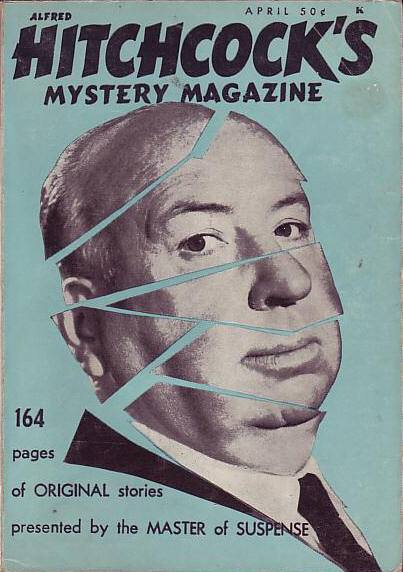 APRIL 50¢ K
ALFRED
HITCHCOCK'S
MYSTERY MAGAZINE
164
pages
of ORIGINAL stories
presented by the MASTER of SUSPENSE